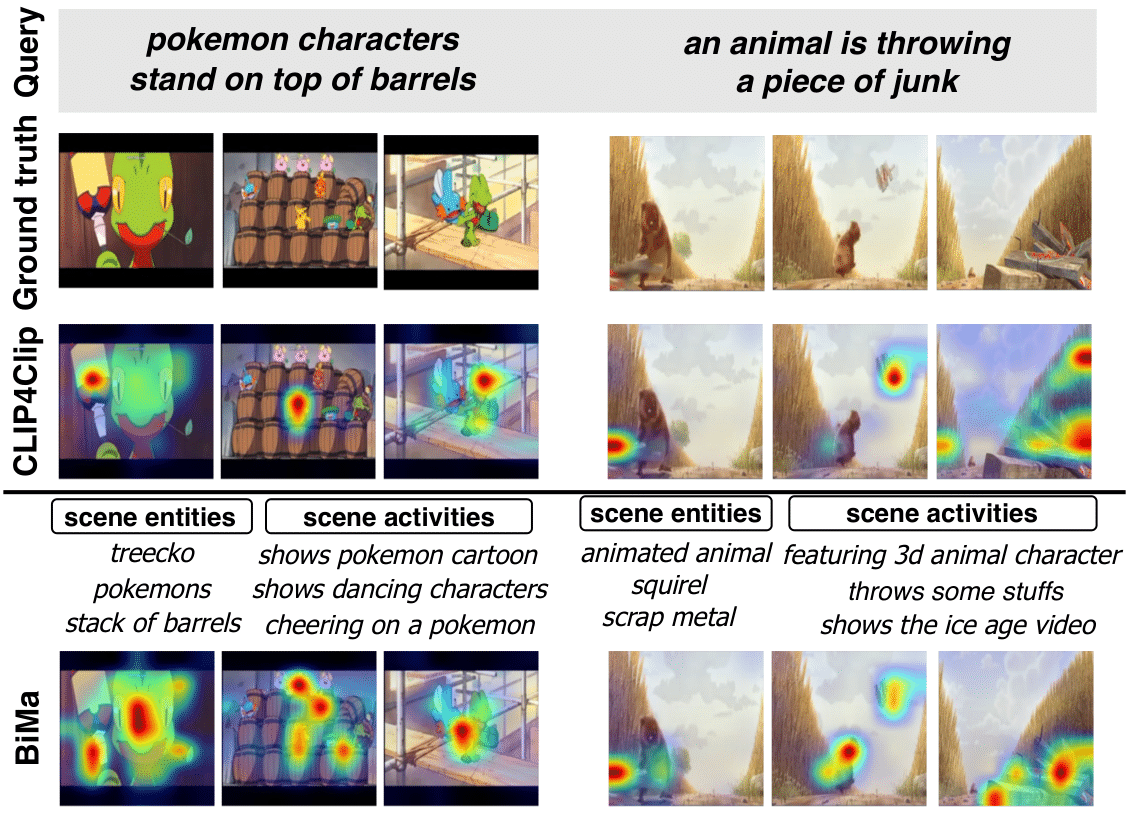 Query
pokemon characters
stand on top of barrels
an animal is throwing
a piece of junk
Ground truth
CLIP4Clip
scene entities
scene activities
scene entities
scene activities
treecko
pokemons
stack of barrels
shows pokemon cartoon
shows dancing characters
cheering on a pokemon
animated animal
squirel
scrap metal
featuring 3d animal character
throws some stuffs
shows the ice age video
BiMa